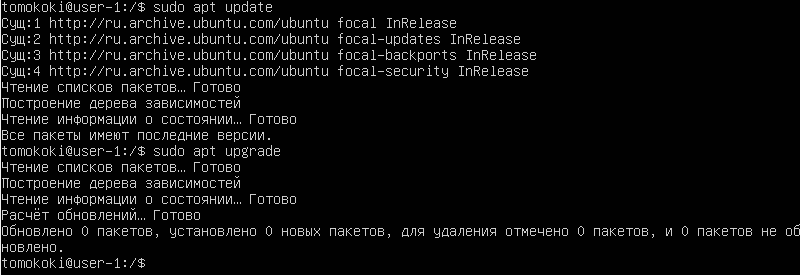 tomokoki@user-1:/$ sudo apt update
Сущ:1 http://ru.archive.ubuntu.com/ubuntu focal InRelease
Сущ:2 http://ru.archive.ubuntu.com/ubuntu focal-updates InRelease
Сущ:3 http://ru.archive.ubuntu.com/ubuntu focal-backports InRelease
Сущ:4 http://ru.archive.ubuntu.com/ubuntu focal-security InRelease
Чтение списков пакетов… Готово
Построение дерева зависимостей
Чтение информации о состоянии… Готово
Все пакеты имеют последние версии.
tomokoki@user-1:/$ sudo apt upgrade
Чтение списков пакетов… Готово
Построение дерева зависимостей
Чтение информации о состоянии… Готово
Расчёт обновлений… Готово
Обновлено 0 пакетов, установлено 0 новых пакетов, для удаления отмечено 0 пакетов, и 0 пакетов не об
новлено.
tomokoki@user-1:/$